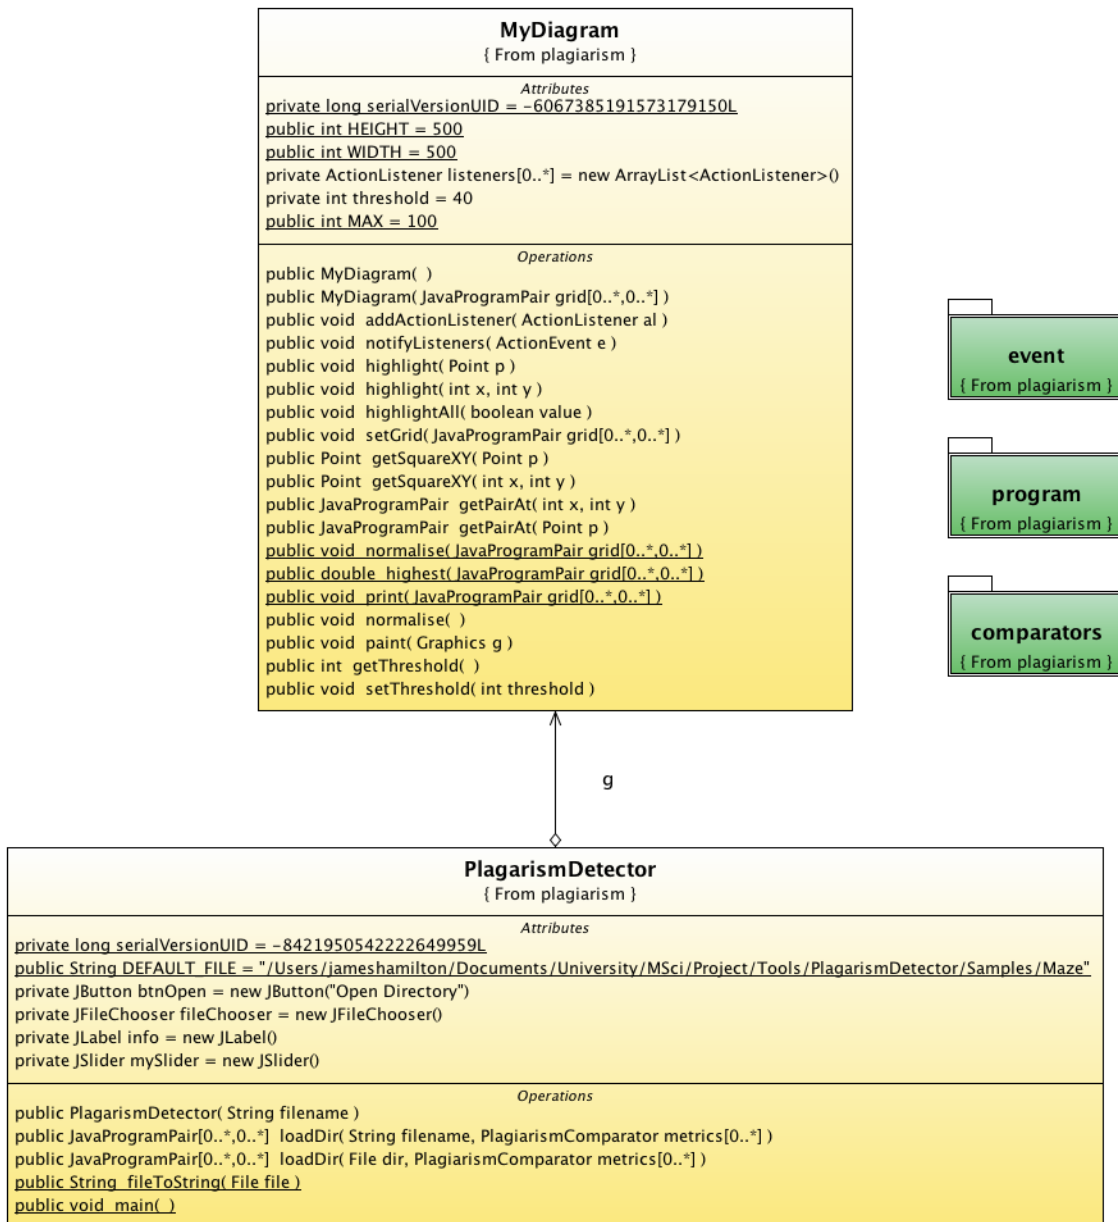 MyDiagram
{ From plagiarism }
Attributes
private long serialVersionUID = -6067385191573179150L
public int HEIGHT = 500
public int WIDTH = 500
private ActionListener listeners[0..*] = new ArrayList<ActionListener>()
private int threshold = 40
public int MAX = 100
Operations
public MyDiagram( )
public MyDiagram( JavaProgramPair grid[0..*,0..*] )
public void addActionListener( ActionListener al )
public void notifyListeners( ActionEvent e )
public void highlight( Point p )
public void highlight( int x, int y )
public void highlightAll( boolean value )
public void setGrid( JavaProgramPair grid[0..*,0..*] )
public Point getSquareXY( Point p )
public Point getSquareXY( int x, int y )
public JavaProgramPair getPairAt( int x, int y )
public JavaProgramPair getPairAt( Point p )
public void normalise( JavaProgramPair grid[0..*,0..*] )
public double highest( JavaProgramPair grid[0..*,0..*] )
public void print( JavaProgramPair grid[0..*,0..*] )
public void normalise( )
public void paint( Graphics g )
public int getThreshold( )
public void setThreshold( int threshold )
event
{ From plagiarism }
program
{ From plagiarism }
comparators
{ From plagiarism }
g
PlagarismDetector
{ From plagiarism }
Attributes
private long serialVersionUID = -8421950542222649959L
public String DEFAULT_FILE = "/Users/jameshamilton/Documents/University/MSci/Project/Tools/PlagarismDetector/Samples/Maze"
private JButton btnOpen = new JButton("Open Directory")
private JFileChooser fileChooser = new JFileChooser()
private JLabel info = new JLabel()
private JSlider mySlider = new JSlider()
Operations
public PlagarismDetector( String filename )
public JavaProgramPair[0..*,0..*] loadDir( String filename, PlagiarismComparator metrics[0..*] )
public JavaProgramPair[0..*,0..*] loadDir( File dir, PlagiarismComparator metrics[0..*] )
public String fileToString( File file )
public void main( )